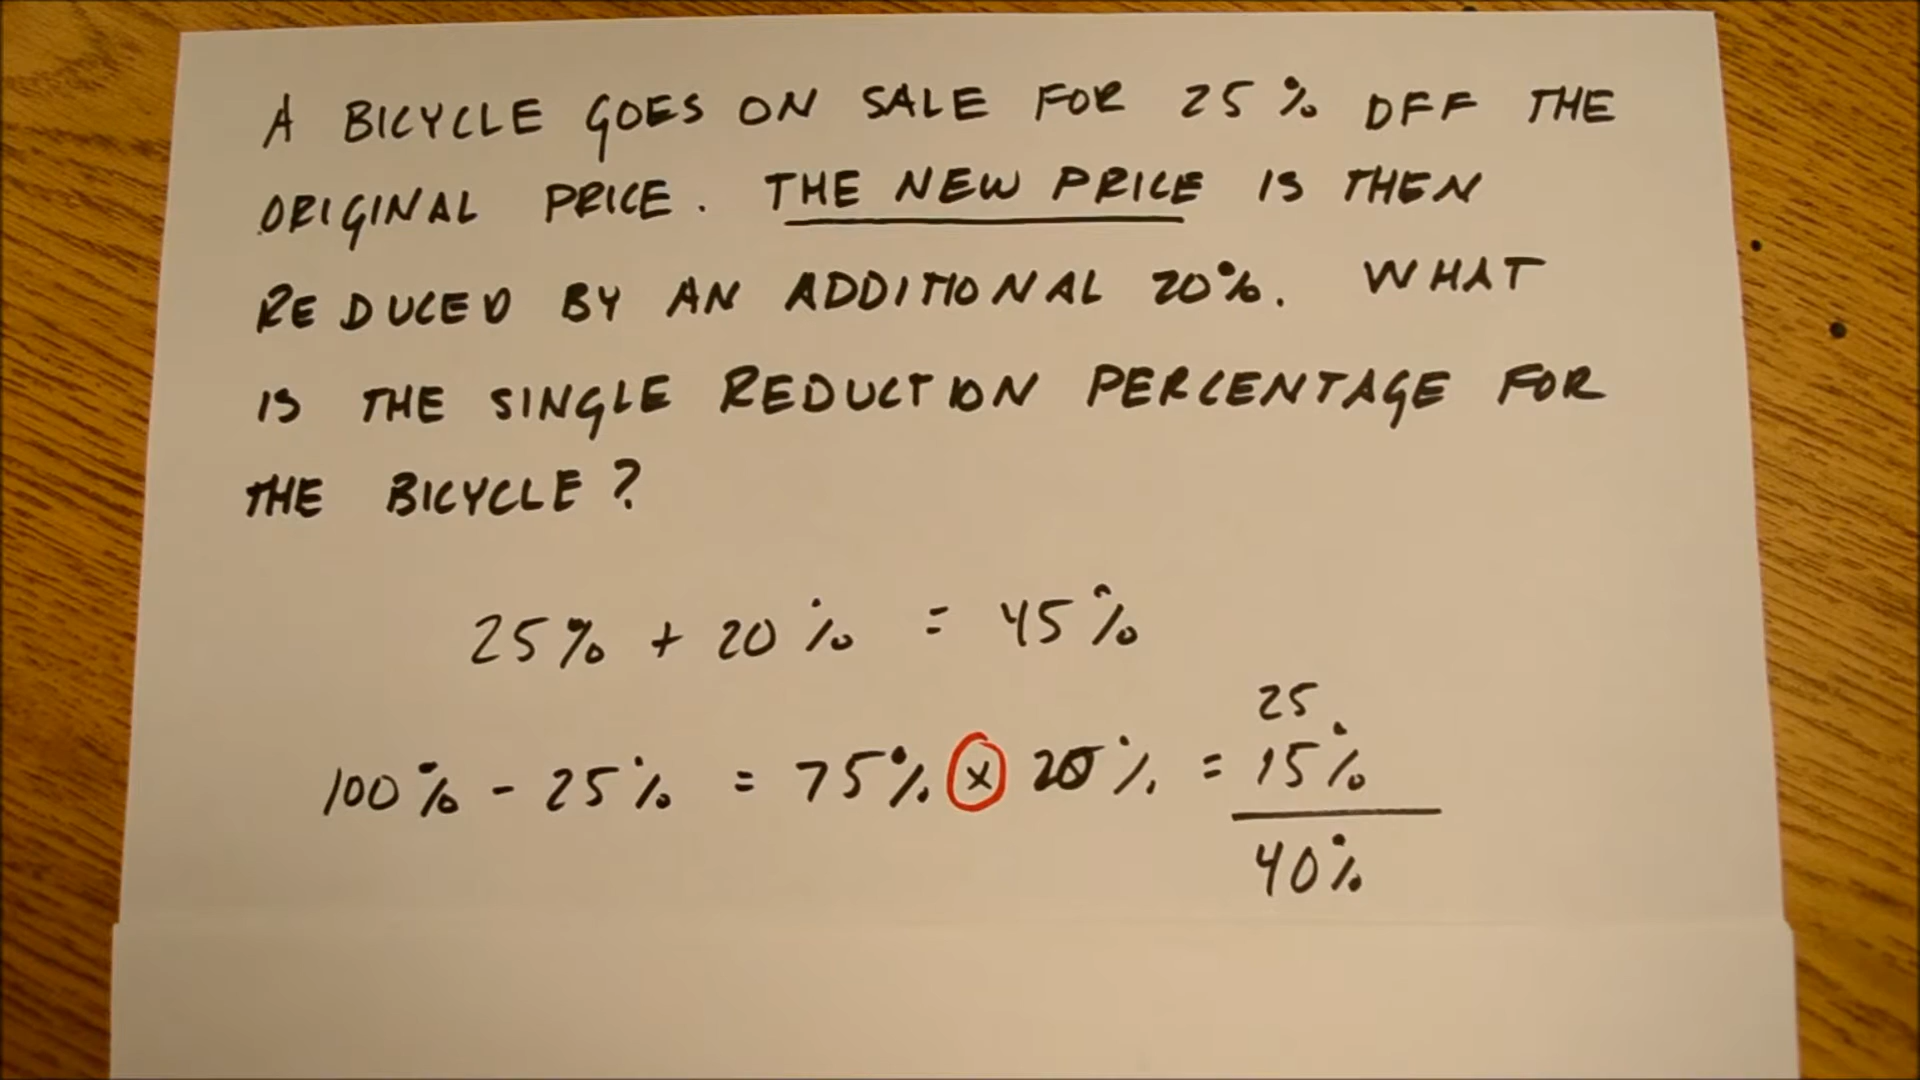 A BICYCLE GOES ON SALE FOR 25% OFF THE
ORIGINAL PRICE. THE NEW PRICE IS THEN
REDUCED BY AN ADDITIONAL 20%. WHAT
IS THE SINGLE REDUCTION PERCENTAGE FOR
THE BICYCLE?
25% + 20% = 45%
25
100% - 25% = 75% x 20% = 15%
40%